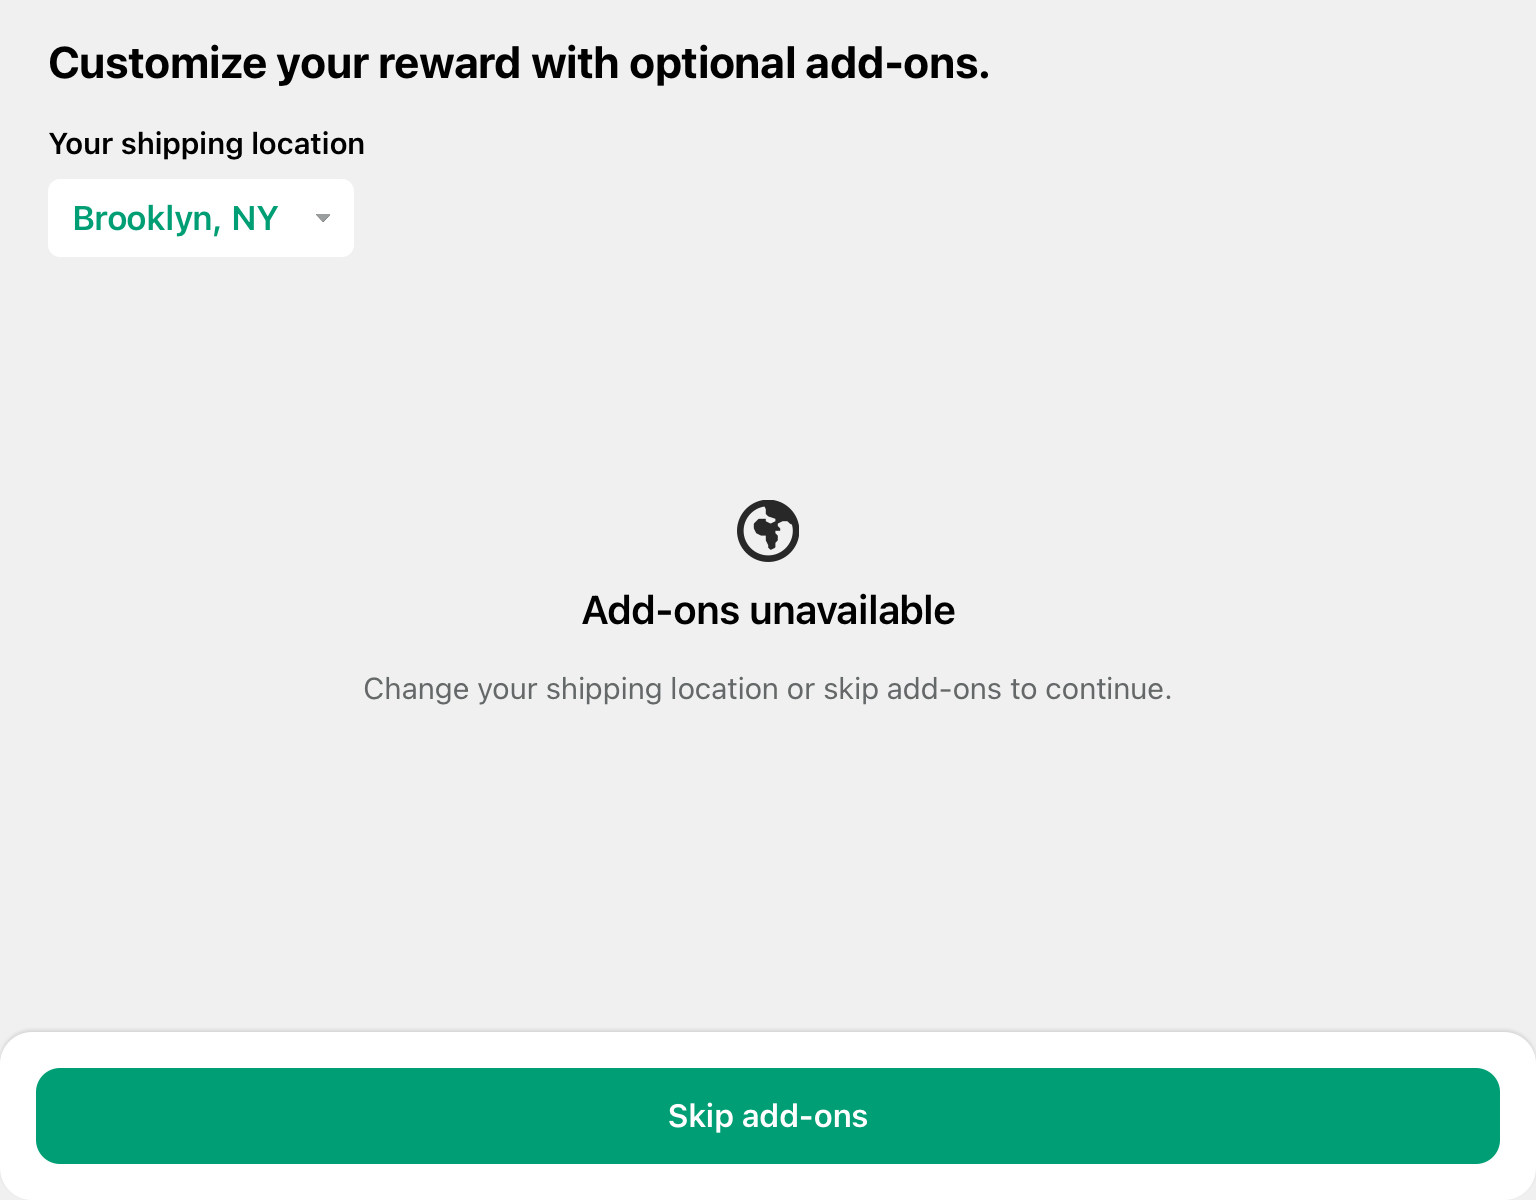 Customize your reward with optional add-ons.
Your shipping location
Brooklyn, NY
Add-ons unavailable
Change your shipping location or skip add-ons to continue.
Skip add-ons